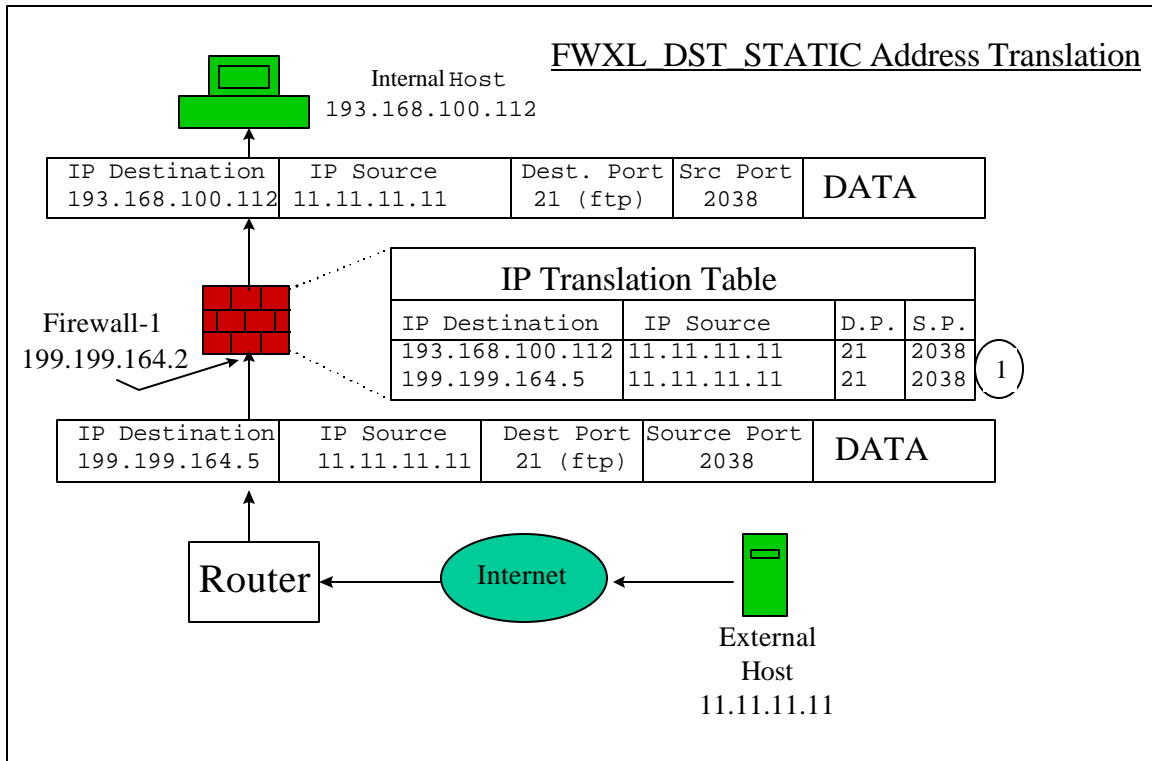 FWXL_DST_STATIC Address Translation
Internal Host
193.168.100.112
IP Destination IP Source Dest. Port Src Port DATA
193.168.100.112 11.11.11.11 21 (ftp) 2038
IP Translation Table
IP Destination IP Source D.P. S.P.
193.168.100.112 11.11.11.11 21 2038
199.199.164.5 11.11.11.11 21 2038
1
Firewall-1
199.199.164.2
IP Destination IP Source Dest Port Source Port DATA
199.199.164.5 11.11.11.11 21 (ftp) 2038
Router
Internet
External
Host
11.11.11.11